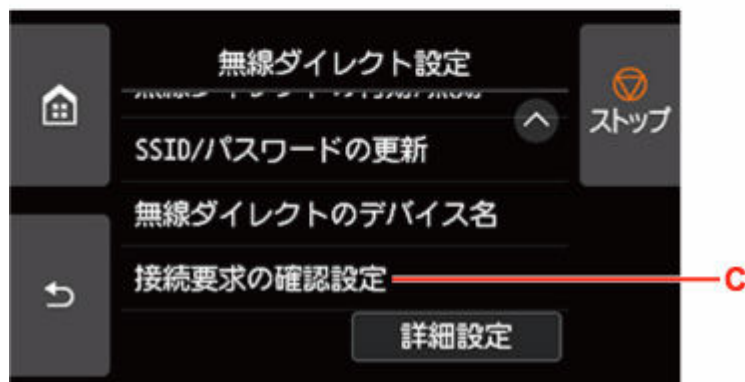 無線ダイレクト設定
ストップ
SSID/パスワードの更新
無線ダイレクトのデバイス名
接続要求の確認設定
C
詳細設定